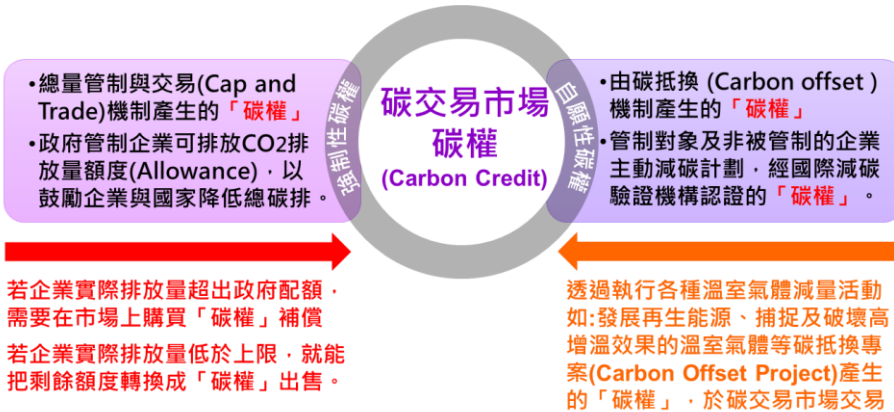 •總量管制與交易(Cap and
Trade)機制產生的「碳權」
•政府管制企業可排放CO2排
放量額度(Allowance)，以
鼓勵企業與國家降低總碳排。
強制性碳權
碳交易市場
碳權
(Carbon Credit)
自願性碳權
•由碳抵換 (Carbon offset )
機制產生的「碳權」
•管制對象及非被管制的企業
主動減碳計劃，經國際減碳
驗證機構認證的「碳權」。
若企業實際排放量超出政府配額，
需要在市場上購買「碳權」補償
若企業實際排放量低於上限，就能
把剩餘額度轉換成「碳權」出售。
透過執行各種溫室氣體減量活動
如:發展再生能源、捕捉及破壞高
增溫效果的溫室氣體等碳抵換專
案(Carbon Offset Project)產生
的「碳權」，於碳交易市場交易